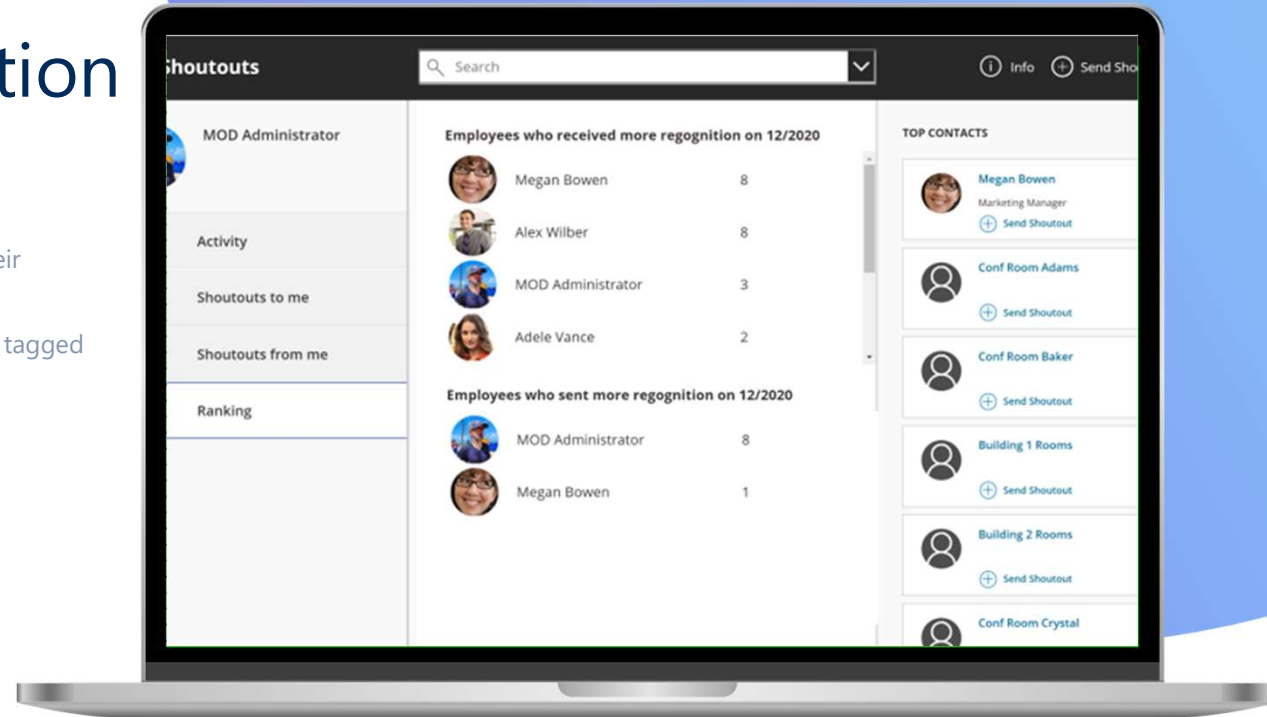 tion
eir
tagged
Shoutouts
Search
Info
Send Sho
MOD Administrator
Activity
Shoutouts to me
Shoutouts from me
Ranking
Employees who received more regognition on 12/2020
Megan Bowen 8
Alex Wilber 8
MOD Administrator 3
Adele Vance 2
Employees who sent more regognition on 12/2020
MOD Administrator 8
Megan Bowen 1
TOP CONTACTS
Megan Bowen
Marketing Manager
Send Shoutout
Conf Room Adams
Send Shoutout
Conf Room Baker
Send Shoutout
Building 1 Rooms
Send Shoutout
Building 2 Rooms
Send Shoutout
Conf Room Crystal